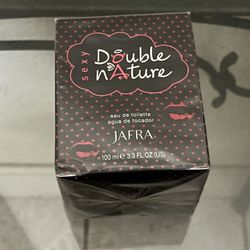 sexy
Double
nAture
eau de toilette
agua de tocador
JAFRA
100 ml e 3.3 FL OZ (US)